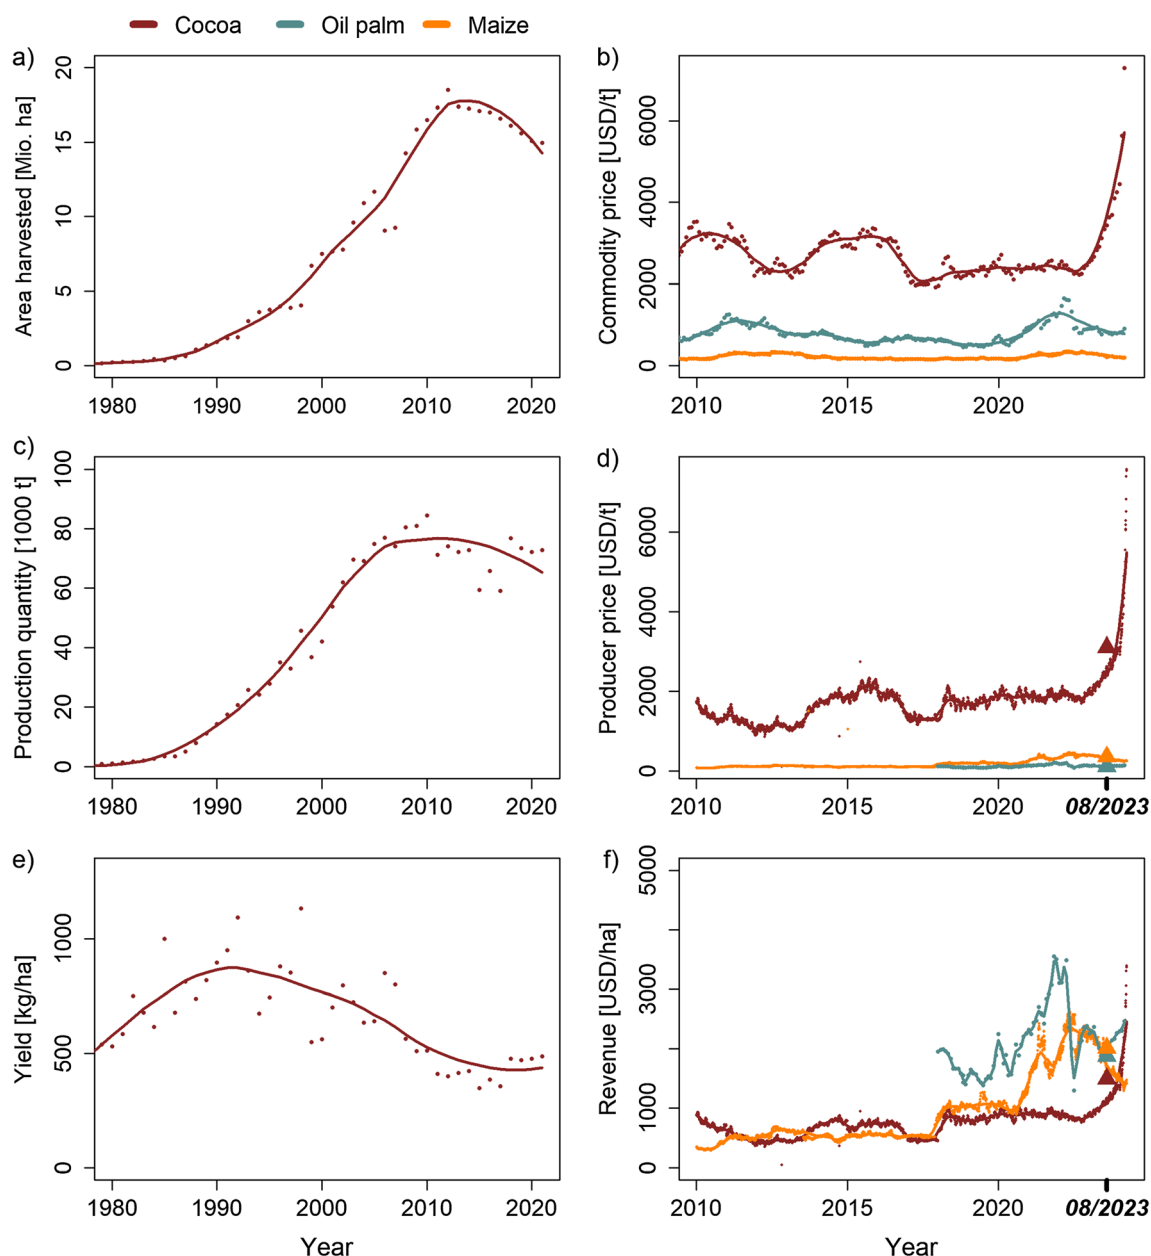 Cocoa Oil palm Maize
a)
Area harvested [Mio. ha]
0 5 10 15 20
1980 1990 2000 2010 2020
b)
Commodity price [USD/t]
0 2000 4000 6000
2010 2015 2020
c)
Production quantity [1000 t]
0 20 40 60 80 100
1980 1990 2000 2010 2020
d)
Producer price [USD/t]
0 2000 4000 6000
2010 2015 2020 08/2023
e)
Yield [kg/ha]
0 500 1000
1980 1990 2000 2010 2020
Year
f)
Revenue [USD/ha]
0 1000 3000 5000
2010 2015 2020 08/2023
Year